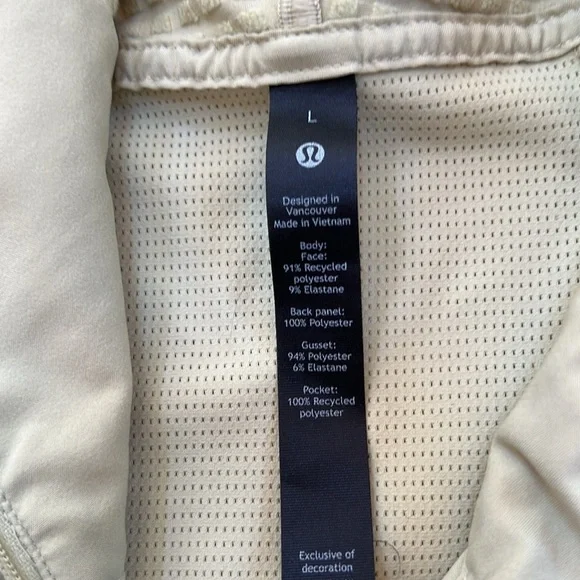 L
Designed in
Vancouver
Made in Vietnam
Body:
Face:
91% Recycled
polyester
9% Elastane
Back panel:
100% Polyester
Gusset:
94% Polyester
6% Elastane
Pocket:
100% Recycled
polyester
Exclusive of
decoration